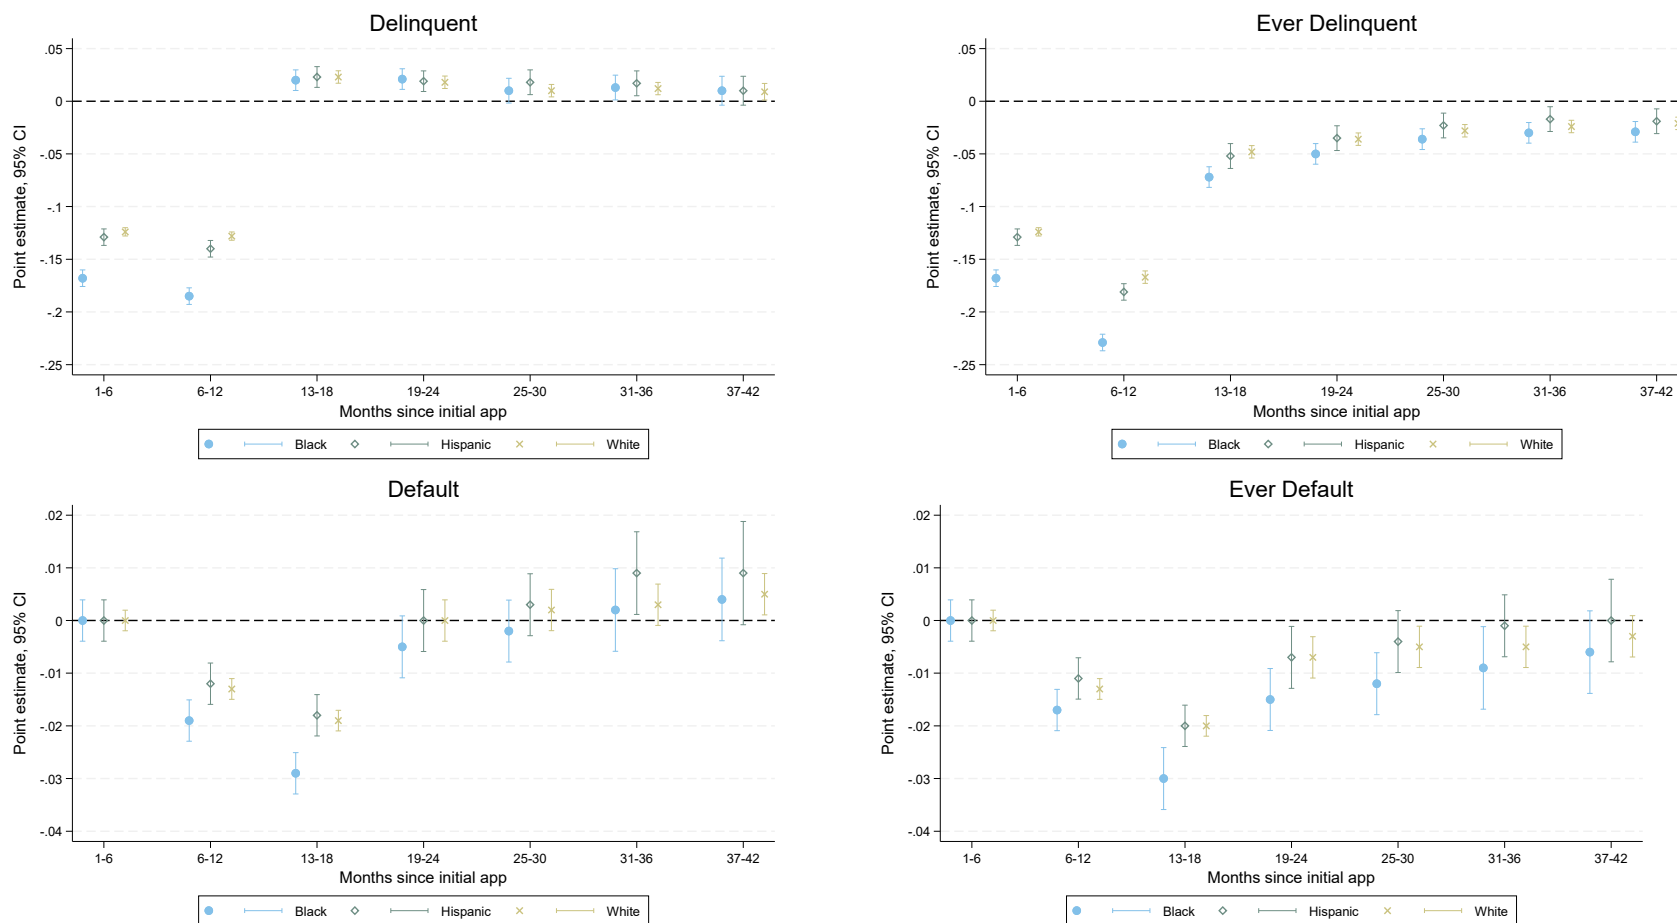 Delinquent
Point estimate, 95% CI
.05
0
-.05
-.1
-.15
-.2
-.25
1-6 6-12 13-18 19-24 25-30 31-36 37-42
Months since initial app
Black Hispanic White
Ever Delinquent
Point estimate, 95% CI
.05
0
-.05
-.1
-.15
-.2
-.25
1-6 6-12 13-18 19-24 25-30 31-36 37-42
Months since initial app
Black Hispanic White
Default
Point estimate, 95% CI
.02
.01
0
-.01
-.02
-.03
-.04
1-6 6-12 13-18 19-24 25-30 31-36 37-42
Months since initial app
Black Hispanic White
Ever Default
Point estimate, 95% CI
.02
.01
0
-.01
-.02
-.03
-.04
1-6 6-12 13-18 19-24 25-30 31-36 37-42
Months since initial app
Black Hispanic White